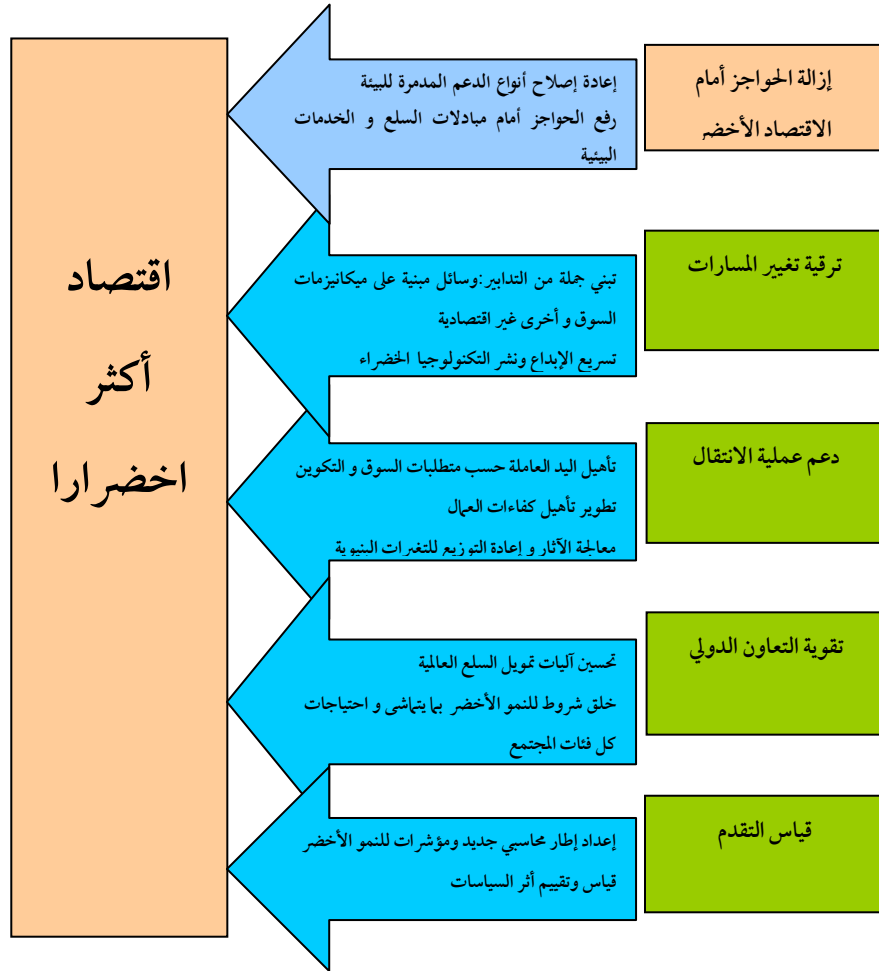 إزالة الحواجز أمام
الاقتصاد الأخضر
إعادة إصلاح أنواع الدعم المدمرة للبيئة
رفع الحواجز أمام مبادلات السلع و الخدمات
البيئية
ترقية تغيير المسارات
تبني جملة من التدابير:وسائل مبنية على ميكانيزمات
السوق و أخرى غير اقتصادية
تسريع الإبداع ونشر التكنولوجيا الخضراء
دعم عملية الانتقال
تأهيل اليد العاملة حسب متطلبات السوق و التكوين
تطوير تأهيل كفاءات العمال
معالجة الآثار و إعادة التوزيع للتغيرات البنيوية
تقوية التعاون الدولي
تحسين آليات تمويل السلع العالمية
خلق شروط للنمو الأخضر بما يتماشى و احتياجات
كل فئات المجتمع
قياس التقدم
إعداد إطار محاسبي جديد ومؤشرات للنمو الأخضر
قياس وتقييم أثر السياسات
اقتصاد
أكثر
اخضرارا